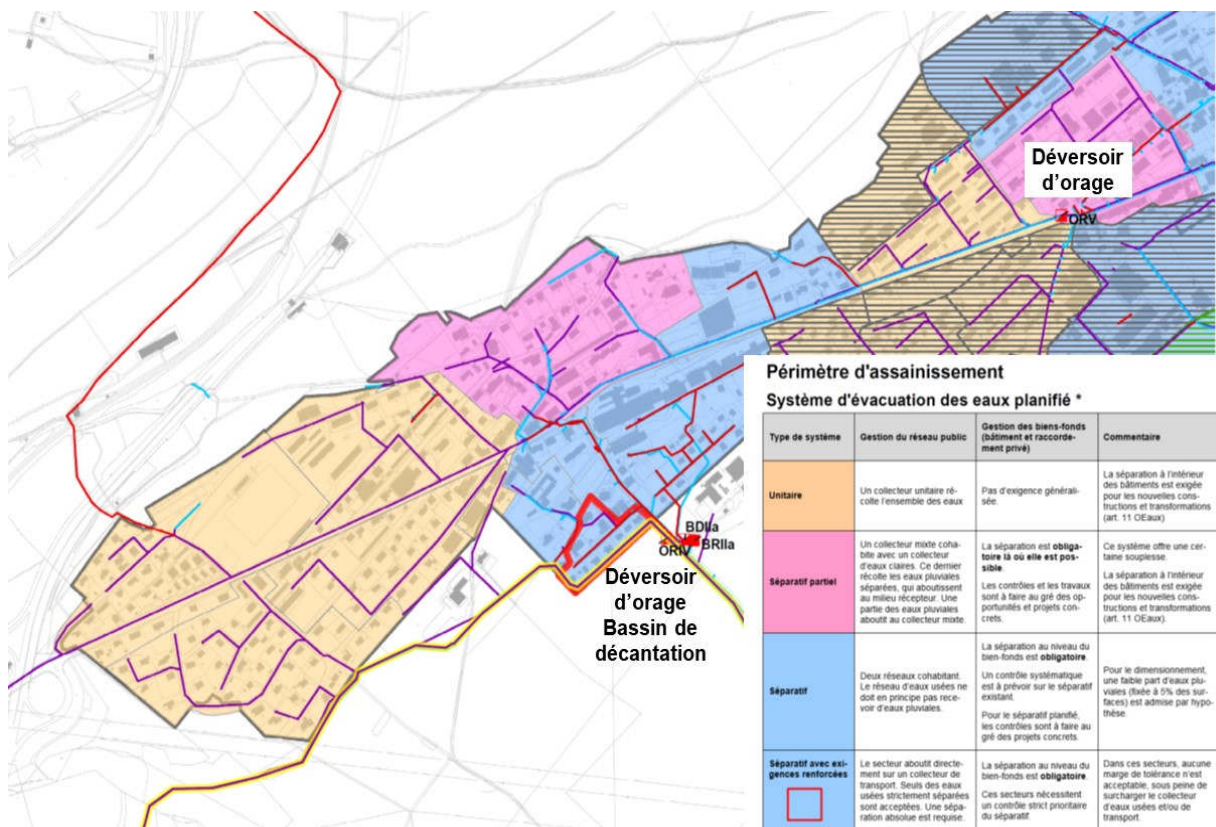 Déversoir
d'orage
ORV
BDIIa
ORIV
BRIIa
Déversoir
d'orage
Bassin de
décantation
Périmètre d'assainissement
Système d'évacuation des eaux planifié *
Type de système
Gestion du réseau public
Gestion des biens-fonds
(bâtiment et raccorde-
ment privé)
Commentaire
Unitaire
Un collecteur unitaire ré-
colte l'ensemble des eaux
Pas d'exigence générali-
sée.
La séparation à l'intérieur
des bâtiments est exigée
pour les nouvelles cons-
tructions et transformations
(art. 11 OEaux)
Séparatif partiel
Un collecteur mixte coha-
bite avec un collecteur
d'eaux claires. Ce dernier
récolte les eaux pluviales
séparées, qui aboutissent
au milieu récepteur. Une
partie des eaux pluviales
aboutit au collecteur mixte.
La séparation est obliga-
toire là où elle est pos-
sible.
Les contrôles et les travaux
sont à faire au gré des op-
portunités et projets con-
crets.
Ce système offre une cer-
taine souplesse.
La séparation à l'intérieur
des bâtiments est exigée
pour les nouvelles cons-
tructions et transformations
(art. 11 OEaux).
Séparatif
Deux réseaux cohabitant.
Le réseau d'eaux usées ne
doit en principe pas rece-
voir d'eaux pluviales.
La séparation au niveau du
bien-fonds est obligatoire.
Un contrôle systématique
est à prévoir sur le séparatif
existant.
Pour le séparatif planifié,
les contrôles sont à faire au
gré des projets concrets.
Pour le dimensionnement,
une faible part d'eaux plu-
viales (fixée à 5% des sur-
faces) est admise par hypo-
thèse.
Séparatif avec exi-
gences renforcées
Le secteur aboutit directe-
ment sur un collecteur de
transport. Seuls des eaux
usées strictement séparées
sont acceptées. Une sépa-
ration absolue est requise.
La séparation au niveau du
bien-fonds est obligatoire.
Ces secteurs nécessitent
un contrôle strict prioritaire
du séparatif.
Dans ces secteurs, aucune
marge de tolérance n'est
acceptable, sous peine de
surcharger le collecteur
d'eaux usées et/ou de
transport.